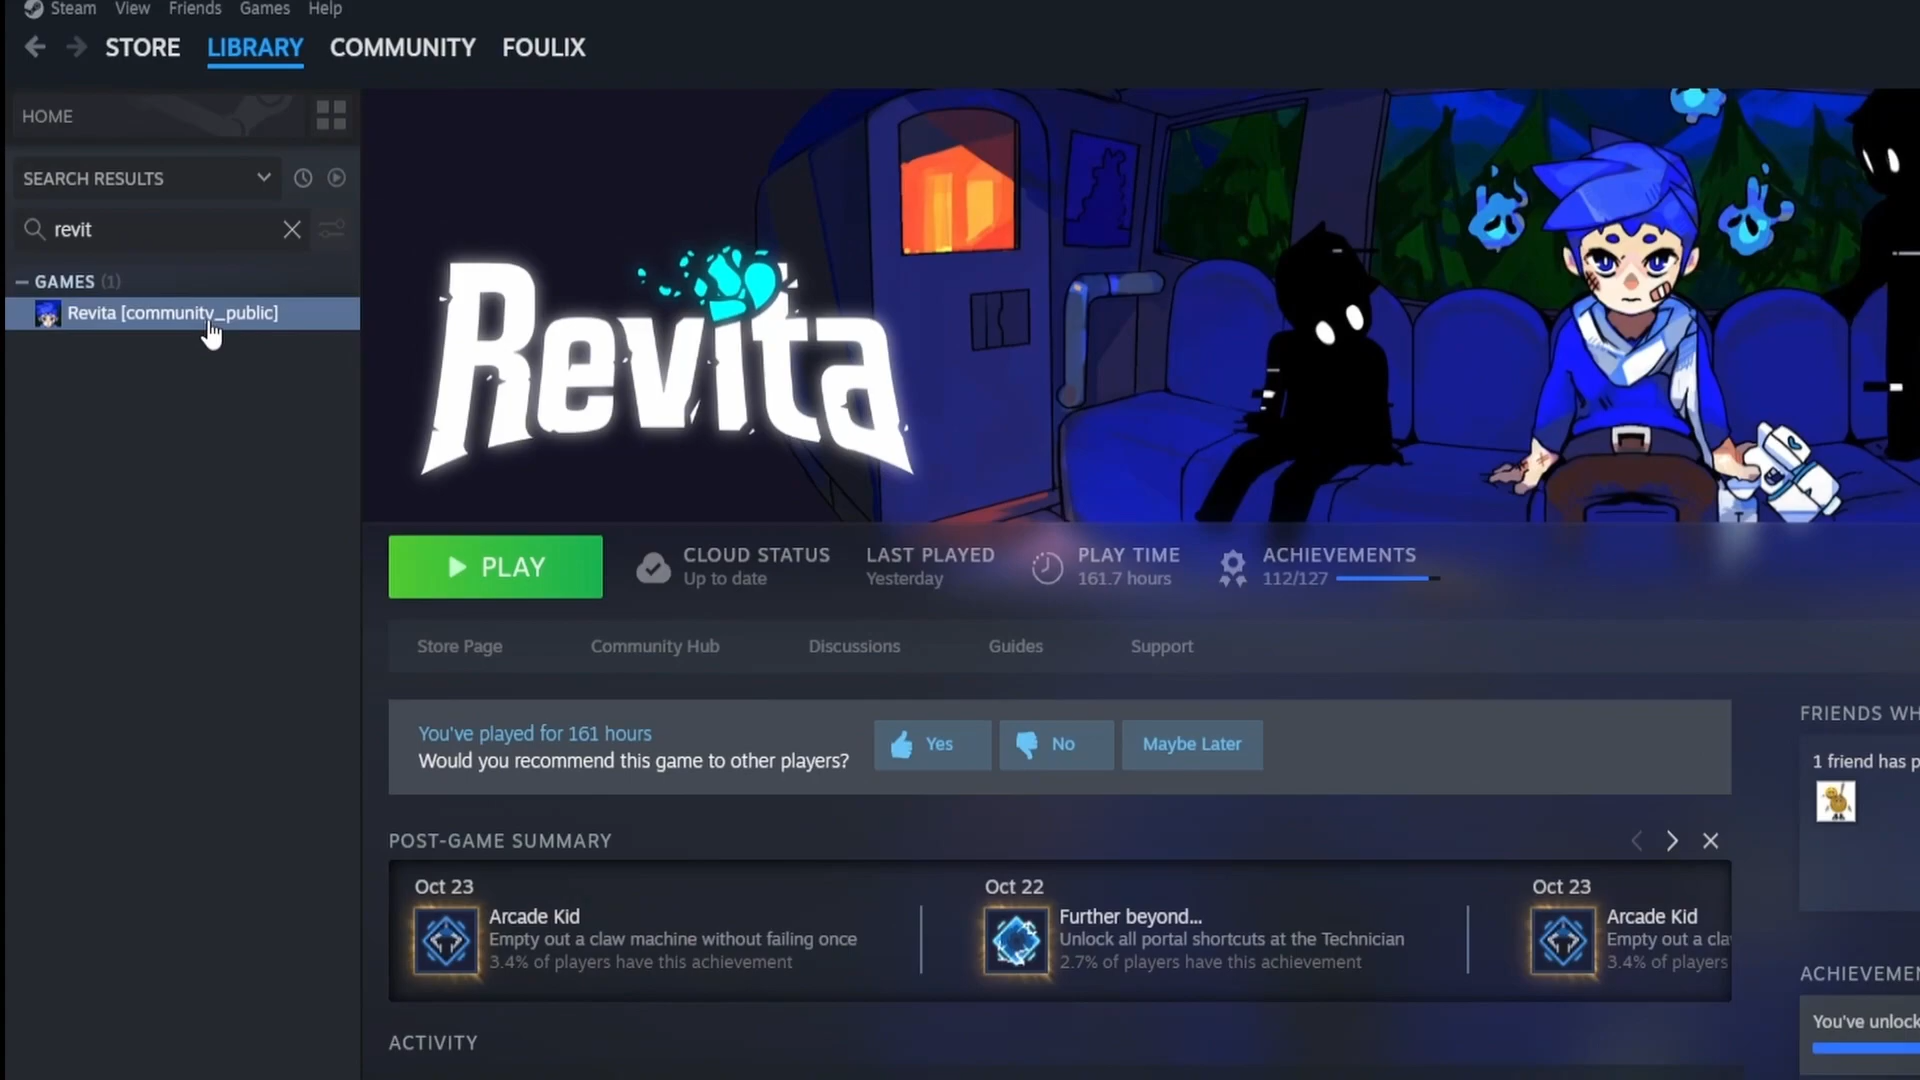 Steam View Friends Games Help
STORE LIBRARY COMMUNITY FOULIX
HOME
SEARCH RESULTS
revit
GAMES (1)
Revita [community_public]
Revita
PLAY
CLOUD STATUS
Up to date
LAST PLAYED
Yesterday
PLAY TIME
161.7 hours
ACHIEVEMENTS
112/127
Store Page Community Hub Discussions Guides Support
You've played for 161 hours
Would you recommend this game to other players?
Yes No Maybe Later
FRIENDS WH
1 friend has p
POST-GAME SUMMARY
Oct 23
Arcade Kid
Empty out a claw machine without failing once
3.4% of players have this achievement
Oct 22
Further beyond...
Unlock all portal shortcuts at the Technician
2.7% of players have this achievement
Oct 23
Arcade Kid
Empty out a cla
3.4% of players
ACHIEVEMEN
You've unlock
ACTIVITY